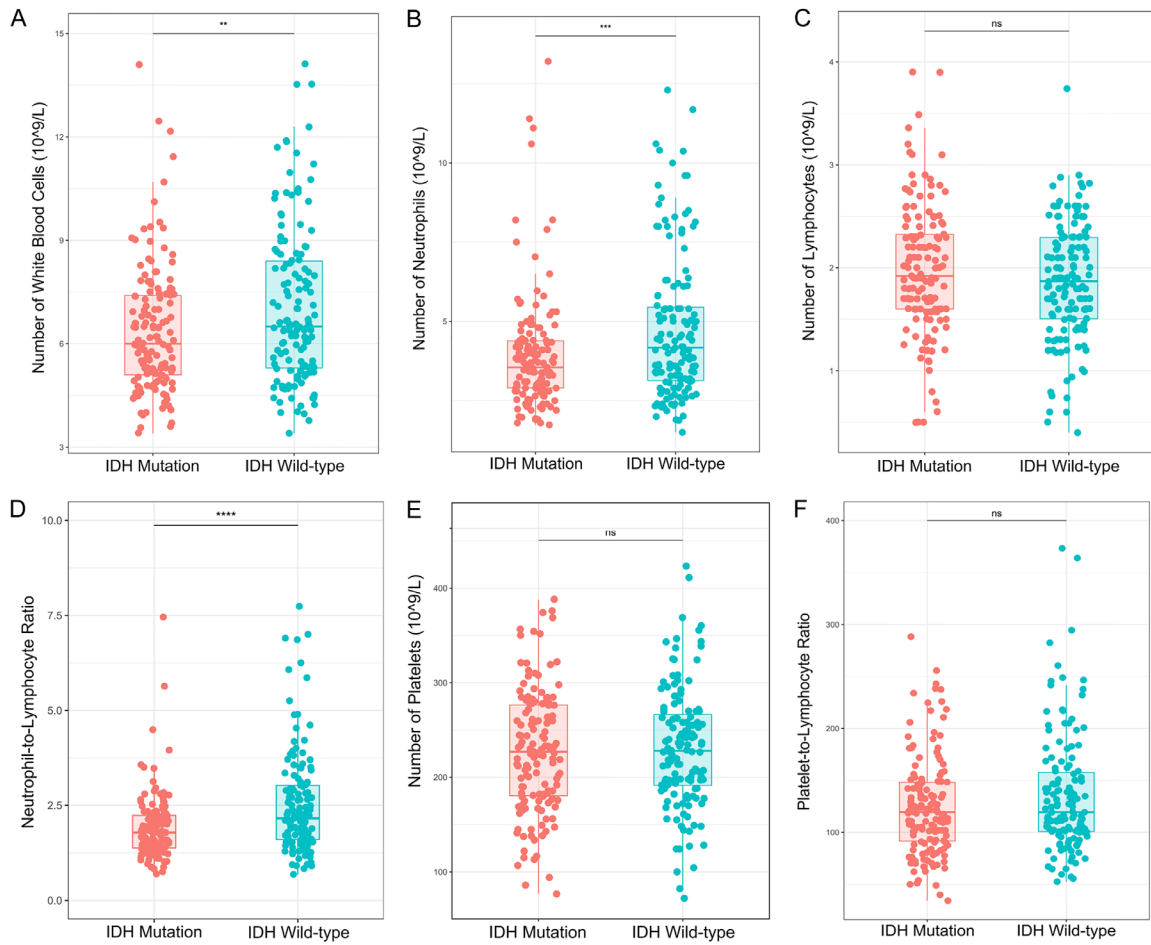 A
**
Number of White Blood Cells (10^9/L)
15
12
9
6
3
IDH Mutation IDH Wild-type
B
***
Number of Neutrophils (10^9/L)
10
5
IDH Mutation IDH Wild-type
C
ns
Number of Lymphocytes (10^9/L)
4
3
2
1
IDH Mutation IDH Wild-type
D
****
Neutrophil-to-Lymphocyte Ratio
10.0
7.5
5.0
2.5
0.0
IDH Mutation IDH Wild-type
E
ns
Number of Platelets (10^9/L)
400
300
200
100
IDH Mutation IDH Wild-type
F
ns
Platelet-to-Lymphocyte Ratio
400
300
200
100
IDH Mutation IDH Wild-type